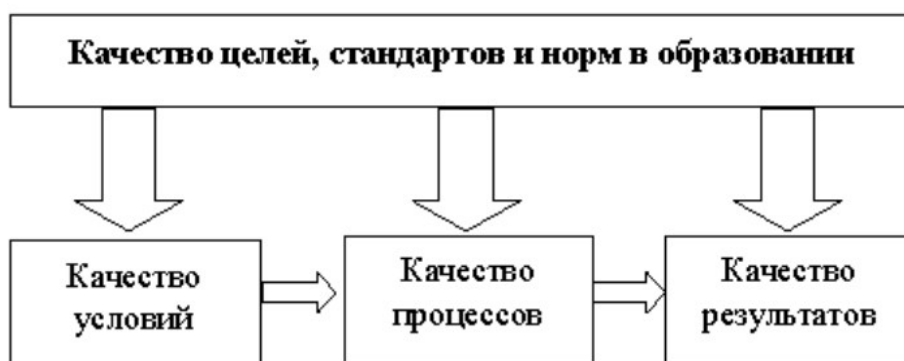 Качество целей, стандартов и норм в образовании
Качество
условий
Качество
процессов
Качество
результатов